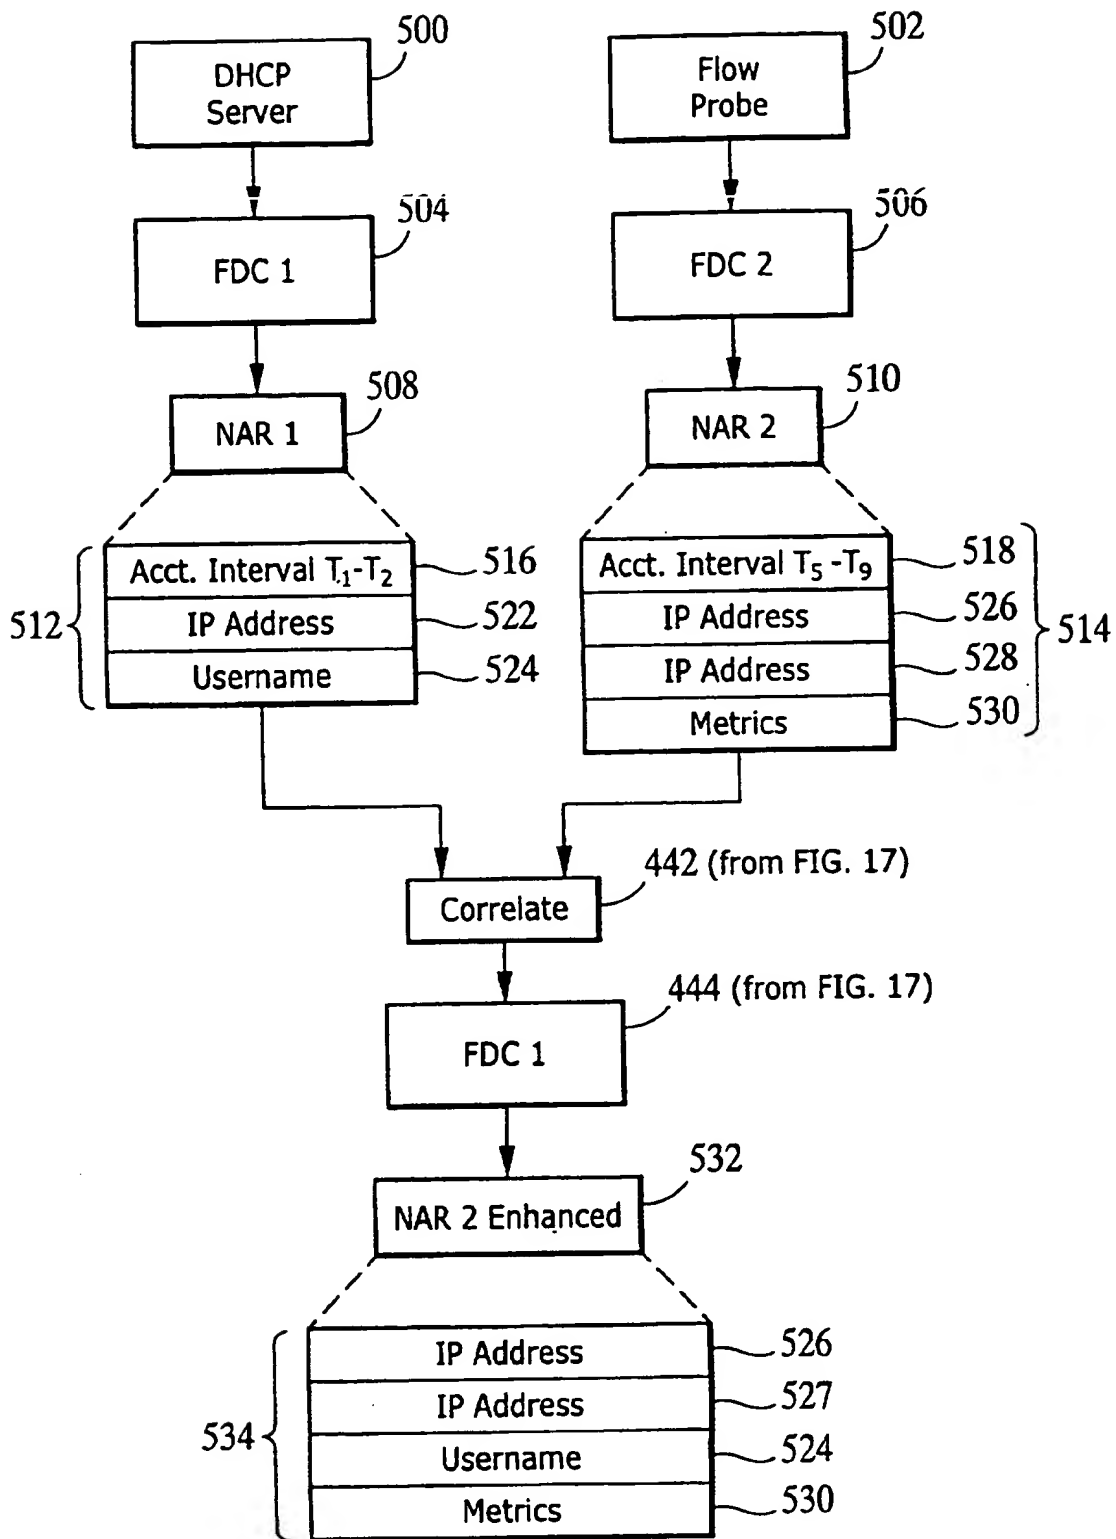 500
DHCP
Server
502
Flow
Probe
504
FDC 1
506
FDC 2
508
NAR 1
510
NAR 2
512
Acct. Interval T1-T2
516
IP Address
522
Username
524
Acct. Interval T5-T9
518
IP Address
526
IP Address
528
Metrics
530
514
442 (from FIG. 17)
Correlate
444 (from FIG. 17)
FDC 1
532
NAR 2 Enhanced
534
IP Address
526
IP Address
527
Username
524
Metrics
530